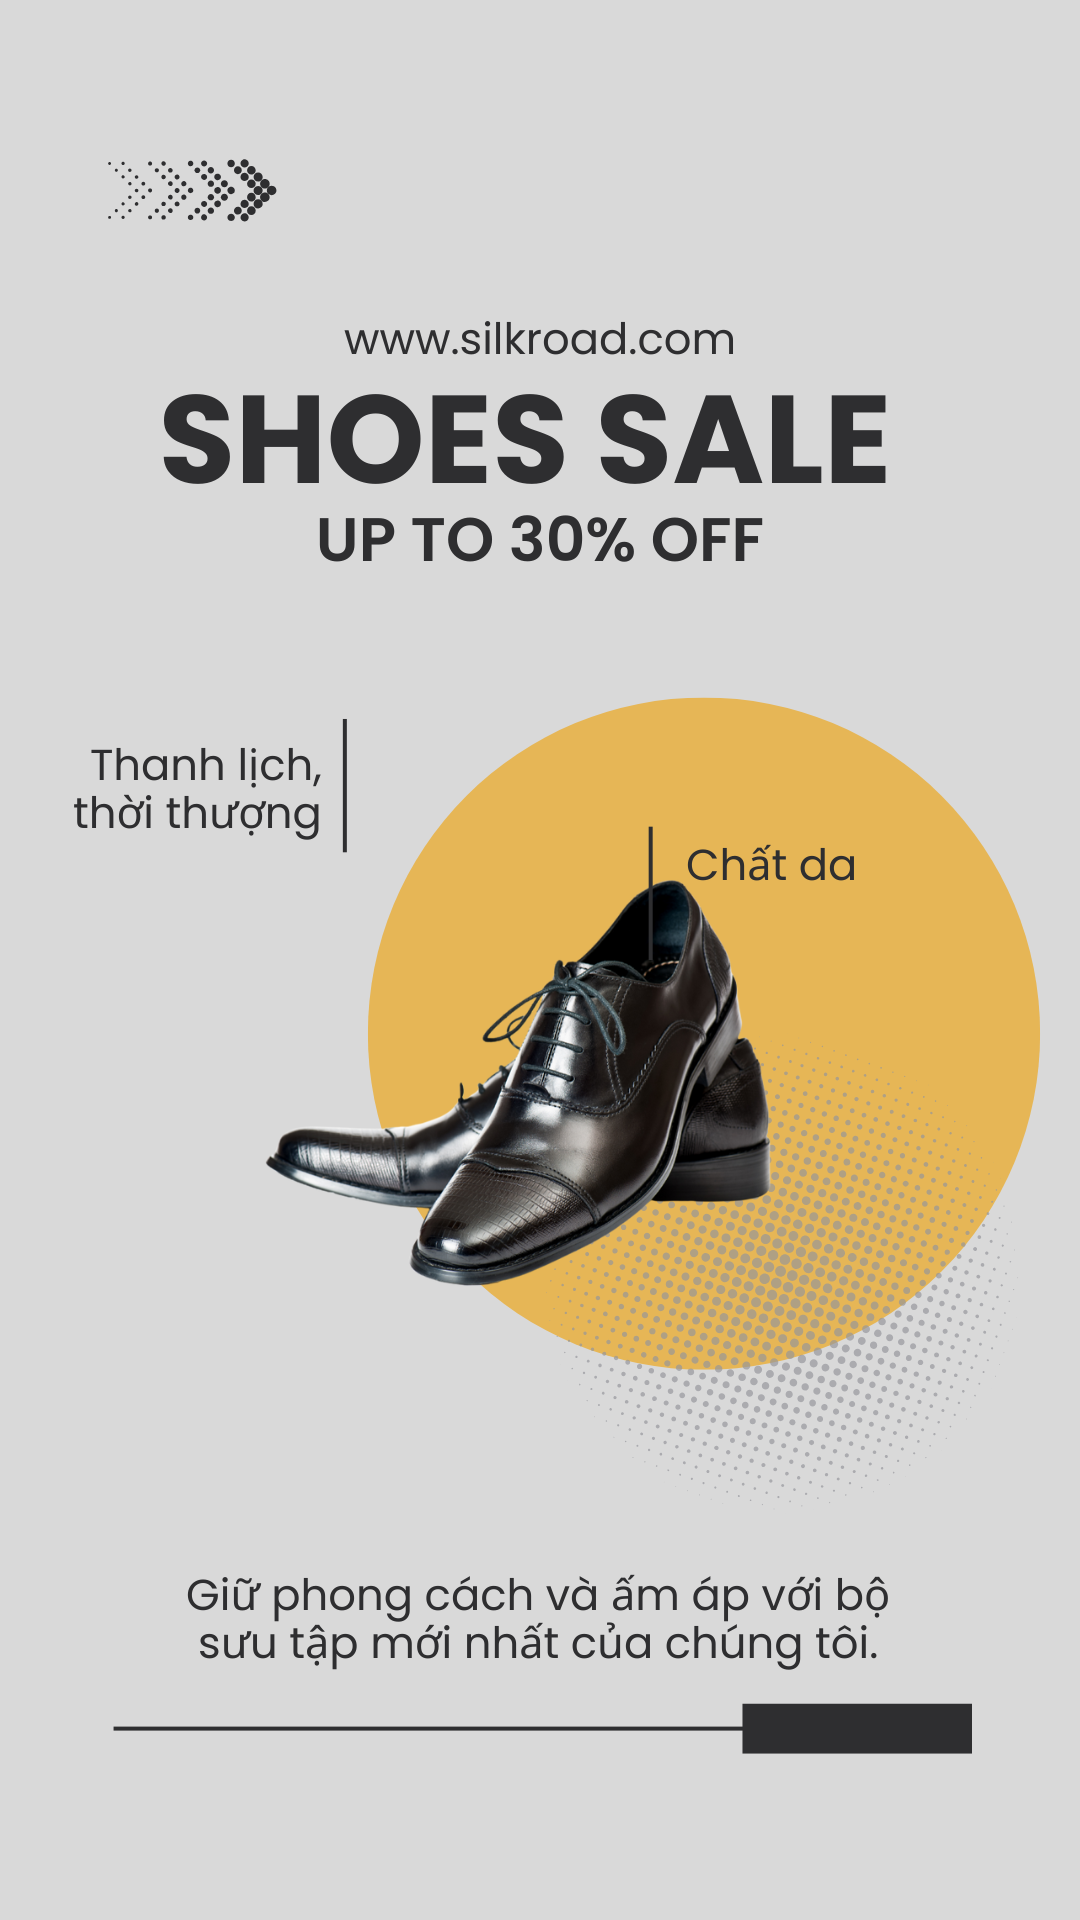 www.silkroad.com
SHOES SALE
UP TO 30% OFF
Thanh lịch,
thời thượng
Chất da
Giữ phong cách và ấm áp với bộ
sưu tập mới nhất của chúng tôi.